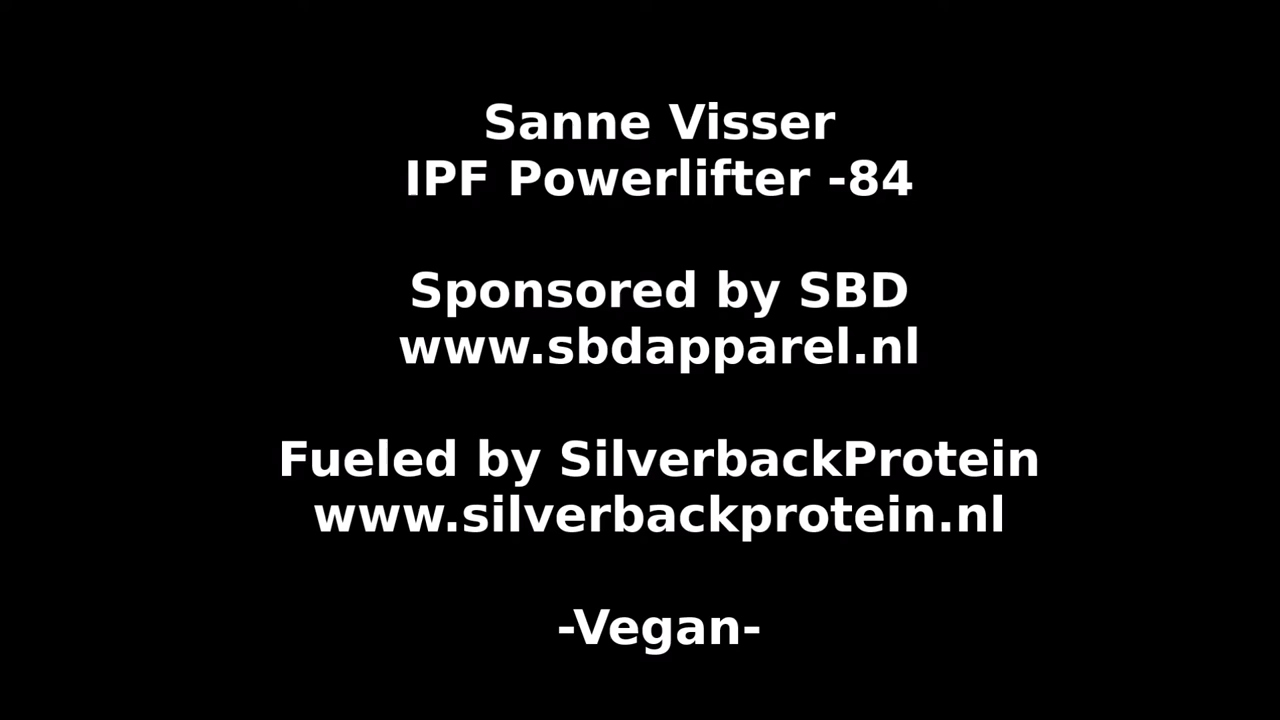 Sanne Visser
IPF Powerlifter -84
Sponsored by SBD
www.sbdapparel.nl
Fueled by SilverbackProtein
www.silverbackprotein.nl
-Vegan-